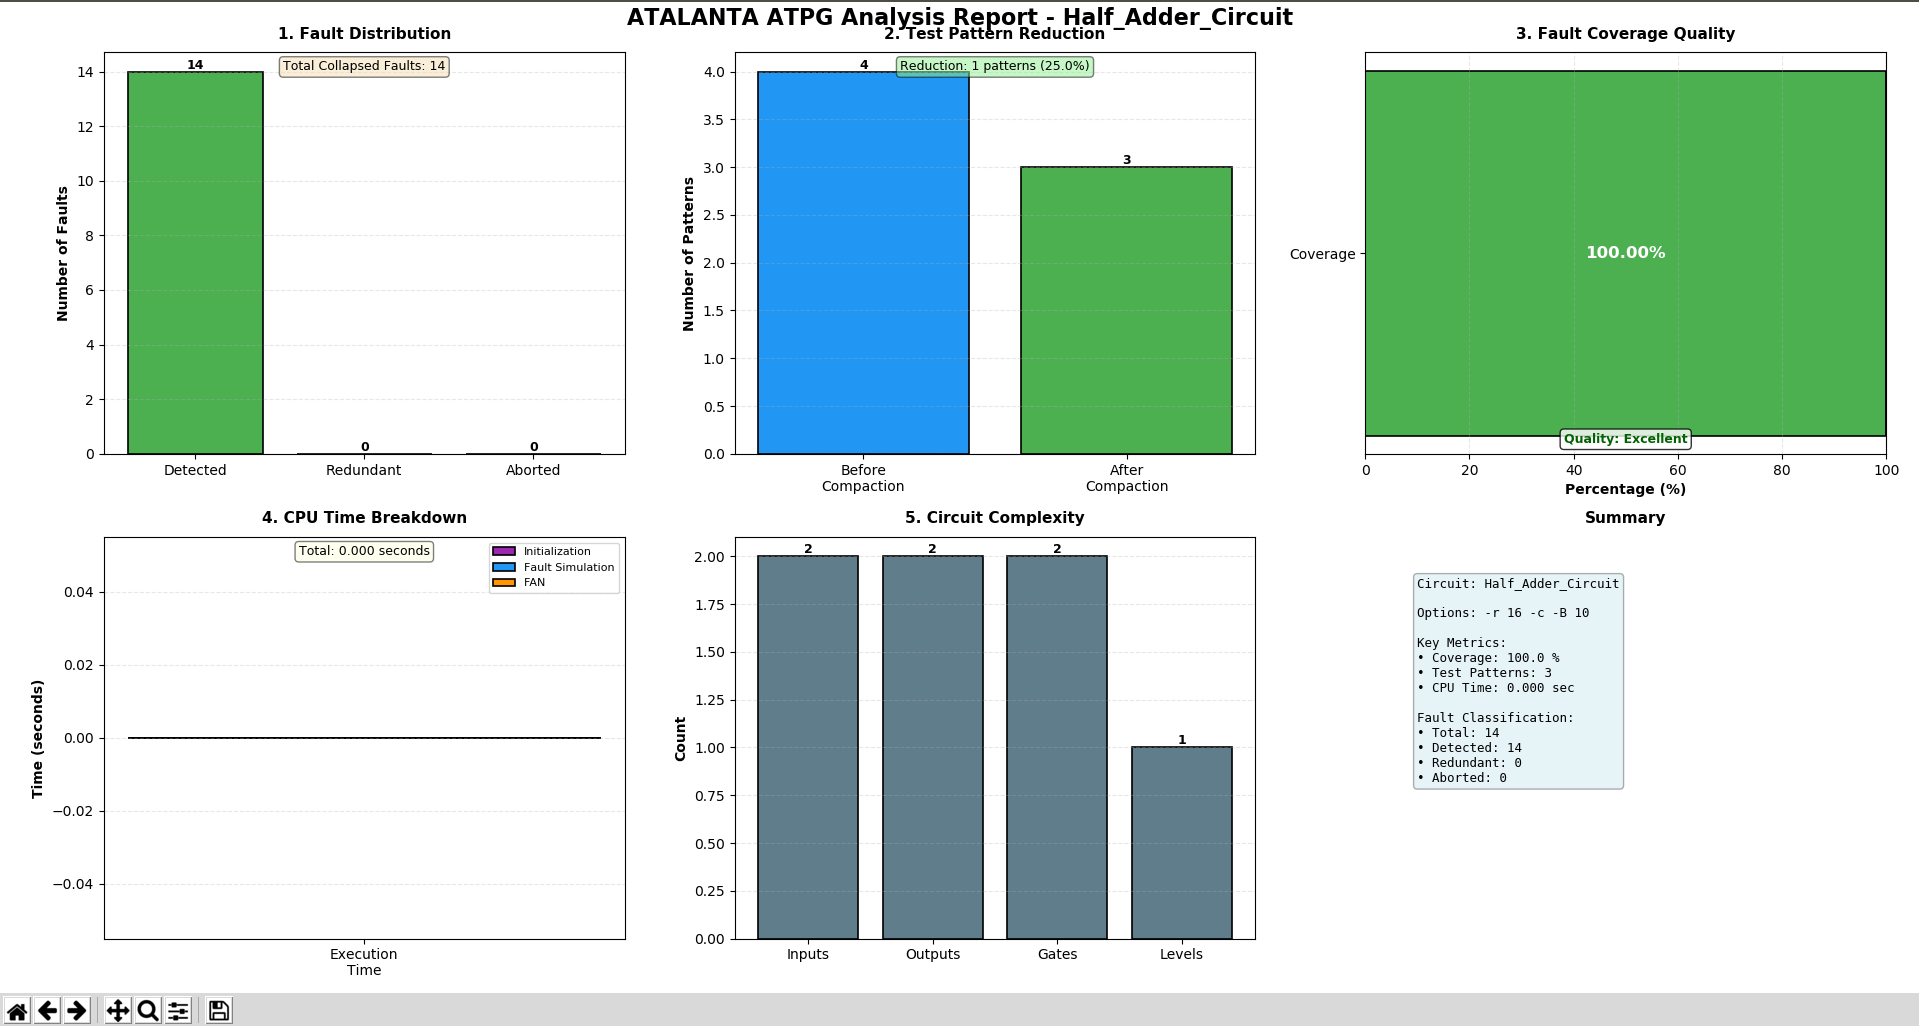 ATALANTA ATPG Analysis Report - Half_Adder_Circuit
1. Fault Distribution
Total Collapsed Faults: 14
14
0
0
Number of Faults
14
12
10
8
6
4
2
0
Detected
Redundant
Aborted
2. Test Pattern Reduction
Reduction: 1 patterns (25.0%)
4
3
Number of Patterns
4.0
3.5
3.0
2.5
2.0
1.5
1.0
0.5
0.0
Before
Compaction
After
Compaction
3. Fault Coverage Quality
Coverage
100.00%
Quality: Excellent
0
20
40
60
80
100
Percentage (%)
4. CPU Time Breakdown
Total: 0.000 seconds
Initialization
Fault Simulation
FAN
Time (seconds)
0.04
0.02
0.00
−0.02
−0.04
Execution
Time
5. Circuit Complexity
2
2
2
1
Count
2.00
1.75
1.50
1.25
1.00
0.75
0.50
0.25
0.00
Inputs
Outputs
Gates
Levels
Summary
Circuit: Half_Adder_Circuit
Options: -r 16 -c -B 10
Key Metrics:
• Coverage: 100.0 %
• Test Patterns: 3
• CPU Time: 0.000 sec
Fault Classification:
• Total: 14
• Detected: 14
• Redundant: 0
• Aborted: 0